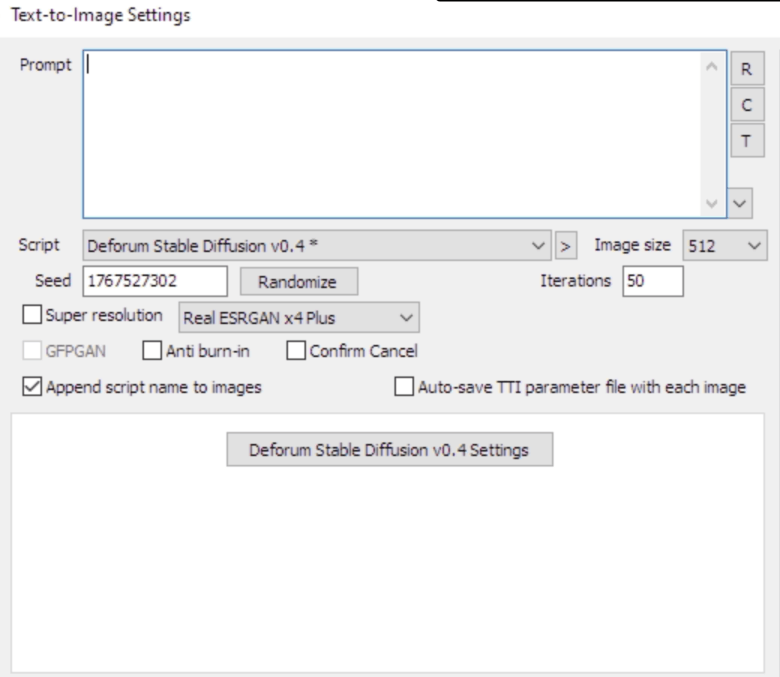 Text-to-Image Settings
Prompt
R
C
T
Script Deforum Stable Diffusion v0.4 * > Image size 512
Seed 1767527302 Randomize Iterations 50
Super resolution Real ESRGAN x4 Plus
GFPGAN Anti burn-in Confirm Cancel
Append script name to images Auto-save TTI parameter file with each image
Deforum Stable Diffusion v0.4 Settings